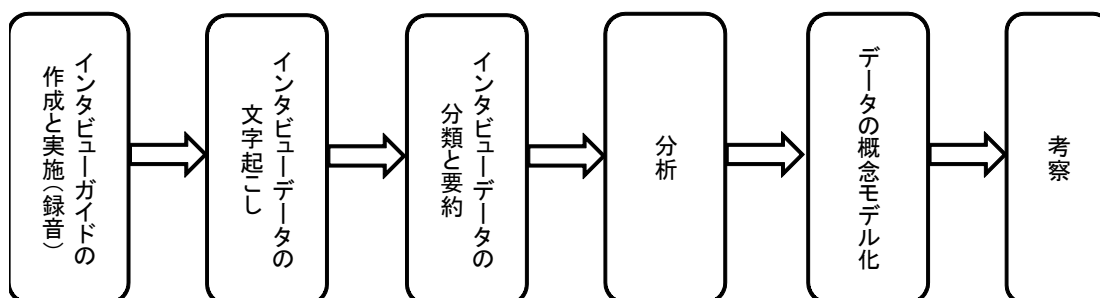 インタビューガイドの
作成と実施（録音）
インタビューデータの
文字起こし
インタビューデータの
分類と要約
分析
データの概念モデル化
考察